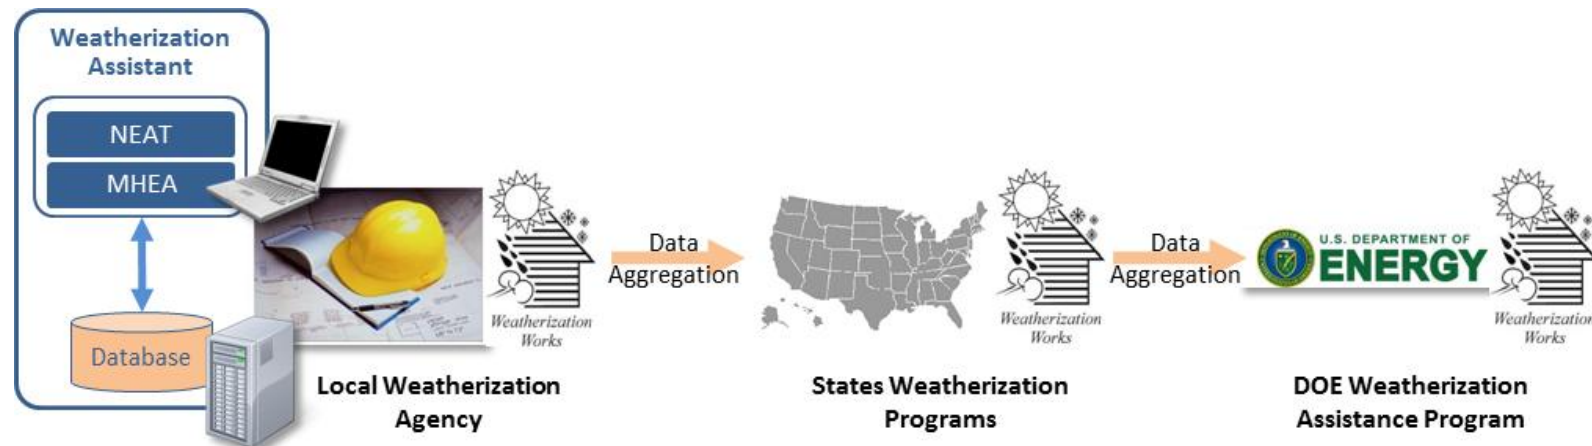 Weatherization
Assistant
NEAT
MHEA
Database
Weatherization
Works
Local Weatherization
Agency
Data
Aggregation
Weatherization
Works
States Weatherization
Programs
Data
Aggregation
U.S. DEPARTMENT OF
ENERGY
Weatherization
Works
DOE Weatherization
Assistance Program